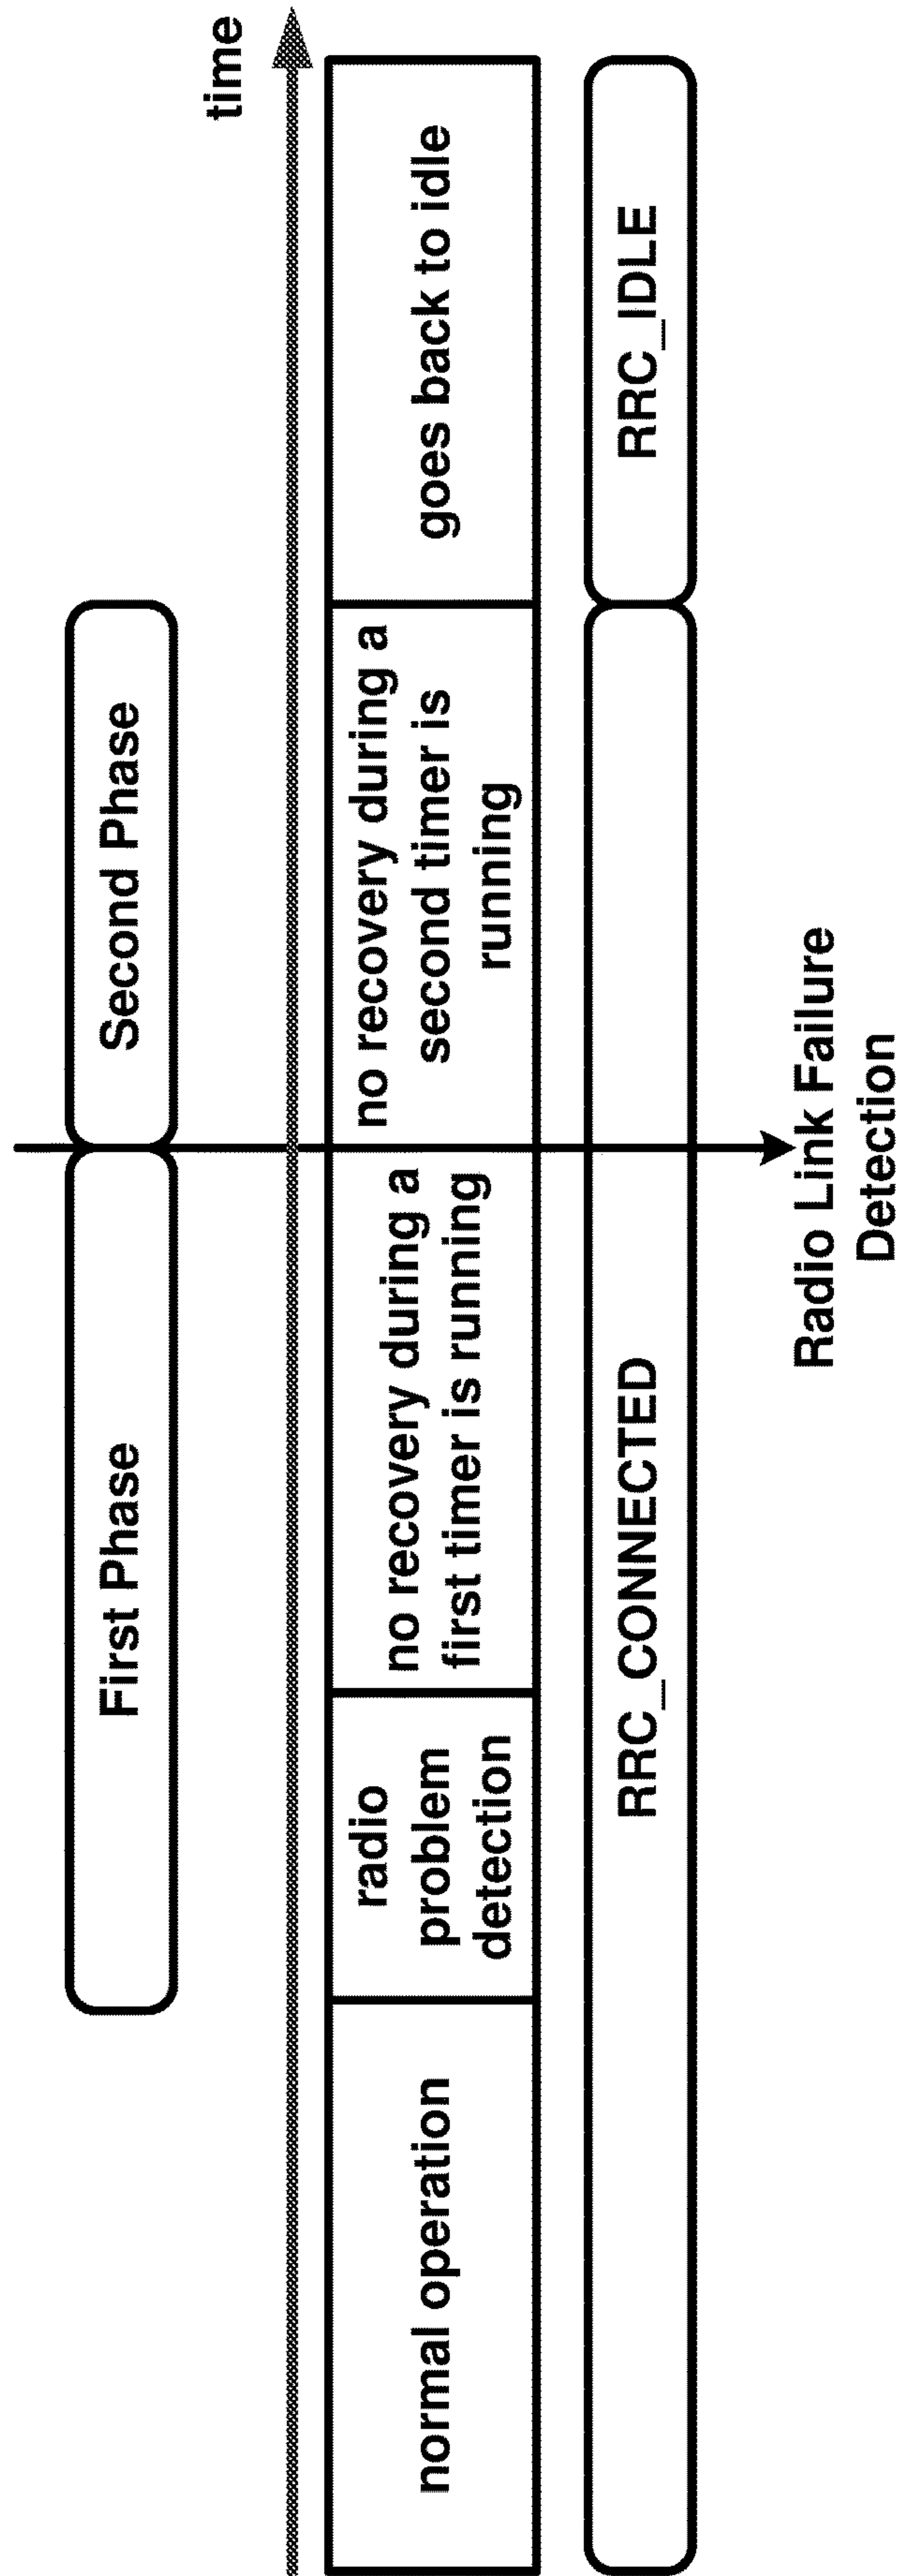 First Phase
Second Phase
time
normal operation
radio
problem
detection
no recovery during a
first timer is running
no recovery during a
second timer is
running
goes back to idle
RRC_CONNECTED
RRC_IDLE
Radio Link Failure
Detection